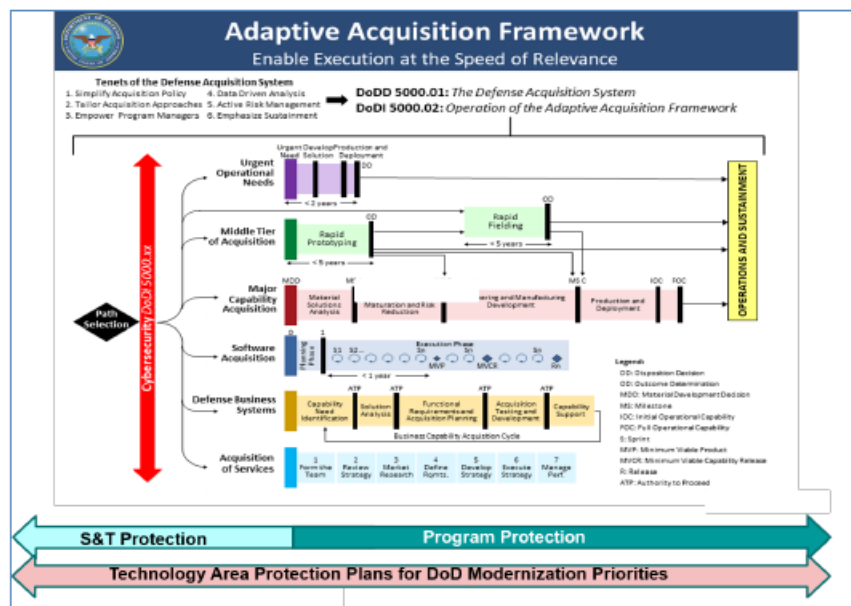 Adaptive Acquisition Framework
Enable Execution at the Speed of Relevance
Tenets of the Defense Acquisition System
1. Simplify Acquisition Policy 4. Data Driven Analysis
2. Tailor Acquisition Approaches 5. Active Risk Management
3. Empower Program Managers 6. Emphasize Sustainment
DoDD 5000.01: The Defense Acquisition System
DoDI 5000.02: Operation of the Adaptive Acquisition Framework
Path
Selection
Cybersecurity DoDI 5000.xx
Urgent
Operational
Needs
Urgent Need
Develop Solution
Production and Deployment
DD
< 2 years
Middle Tier
of Acquisition
Rapid
Prototyping
OD
< 5 years
Rapid
Fielding
OD
< 5 years
Major
Capability
Acquisition
MDD
Material
Solutions
Analysis
Maturation and Risk
Reduction
ering and Manufacturing
Development
MS C
Production and
Deployment
IOC
FOC
Software
Acquisition
0
Planning
Phase
1
Execution Phase
S1 S2... Sn Sn Sn
MVP MVCR Rn
< 1 year
Defense Business
Systems
ATP ATP ATP ATP
Capability
Need
Identification
Solution
Analysis
Functional
Requirements and
Acquisition Planning
Acquisition
Testing and
Development
Capability
Support
Business Capability Acquisition Cycle
Acquisition
of Services
1 2 3 4 5 6 7
Form the
Team
Review
Strategy
Market
Research
Define
Rqmts.
Develop
Strategy
Execute
Strategy
Manage
Perf.
OPERATIONS AND SUSTAINMENT
Legend:
DD: Disposition Decision
OD: Outcome Determination
MDD: Material Development Decision
MS: Milestone
IOC: Initial Operational Capability
FOC: Full Operational Capability
S: Sprint
MVP: Minimum Viable Product
MVCR: Minimum Viable Capability Release
R: Release
ATP: Authority to Proceed
S&T Protection
Program Protection
Technology Area Protection Plans for DoD Modernization Priorities